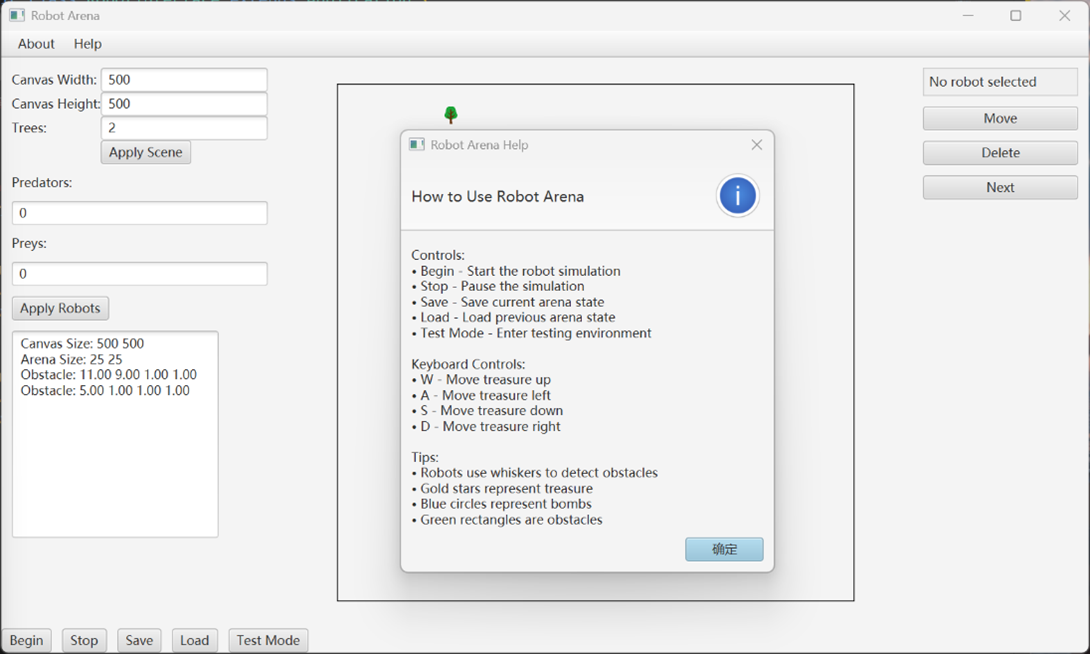 Robot Arena
About Help
Canvas Width: 500
Canvas Height: 500
Trees: 2
Apply Scene
Predators:
0
Preys:
0
Apply Robots
Canvas Size: 500 500
Arena Size: 25 25
Obstacle: 11.00 9.00 1.00 1.00
Obstacle: 5.00 1.00 1.00 1.00
Robot Arena Help
How to Use Robot Arena
Controls:
• Begin - Start the robot simulation
• Stop - Pause the simulation
• Save - Save current arena state
• Load - Load previous arena state
• Test Mode - Enter testing environment
Keyboard Controls:
• W - Move treasure up
• A - Move treasure left
• S - Move treasure down
• D - Move treasure right
Tips:
• Robots use whiskers to detect obstacles
• Gold stars represent treasure
• Blue circles represent bombs
• Green rectangles are obstacles
确定
No robot selected
Move
Delete
Next
Begin Stop Save Load Test Mode